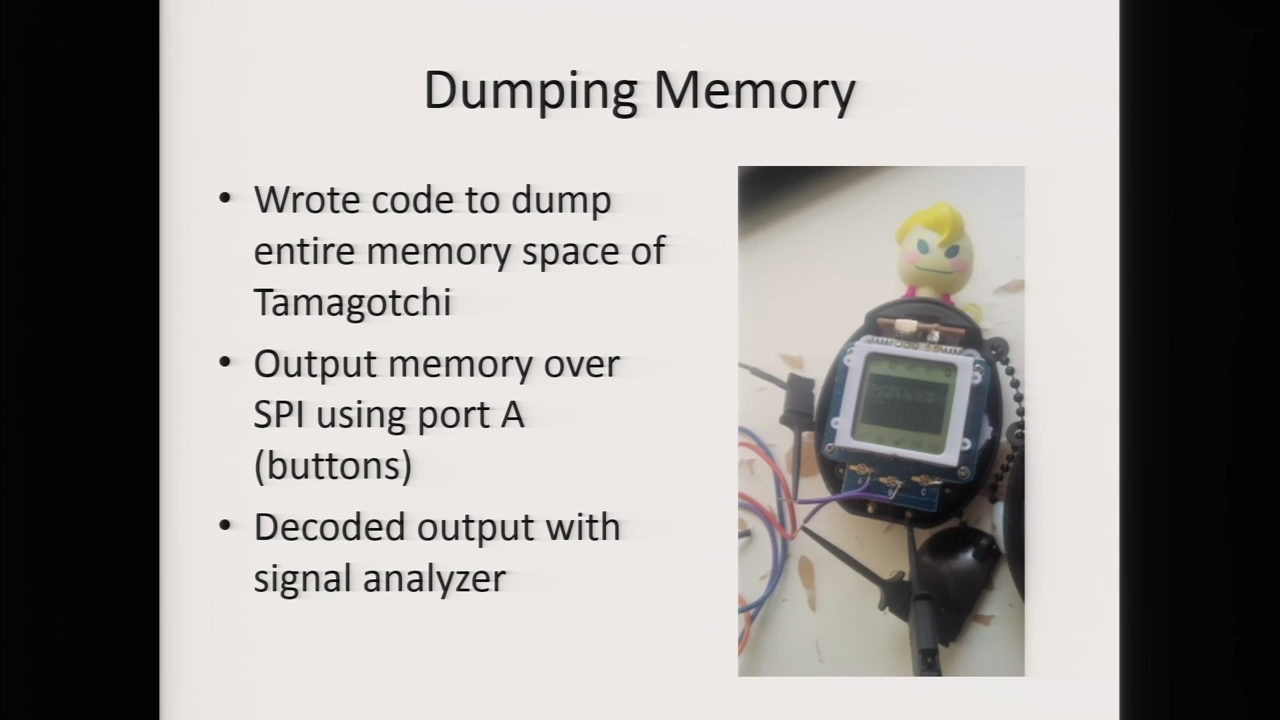 Dumping Memory
• Wrote code to dump
entire memory space of
Tamagotchi
• Output memory over
SPI using port A
(buttons)
• Decoded output with
signal analyzer